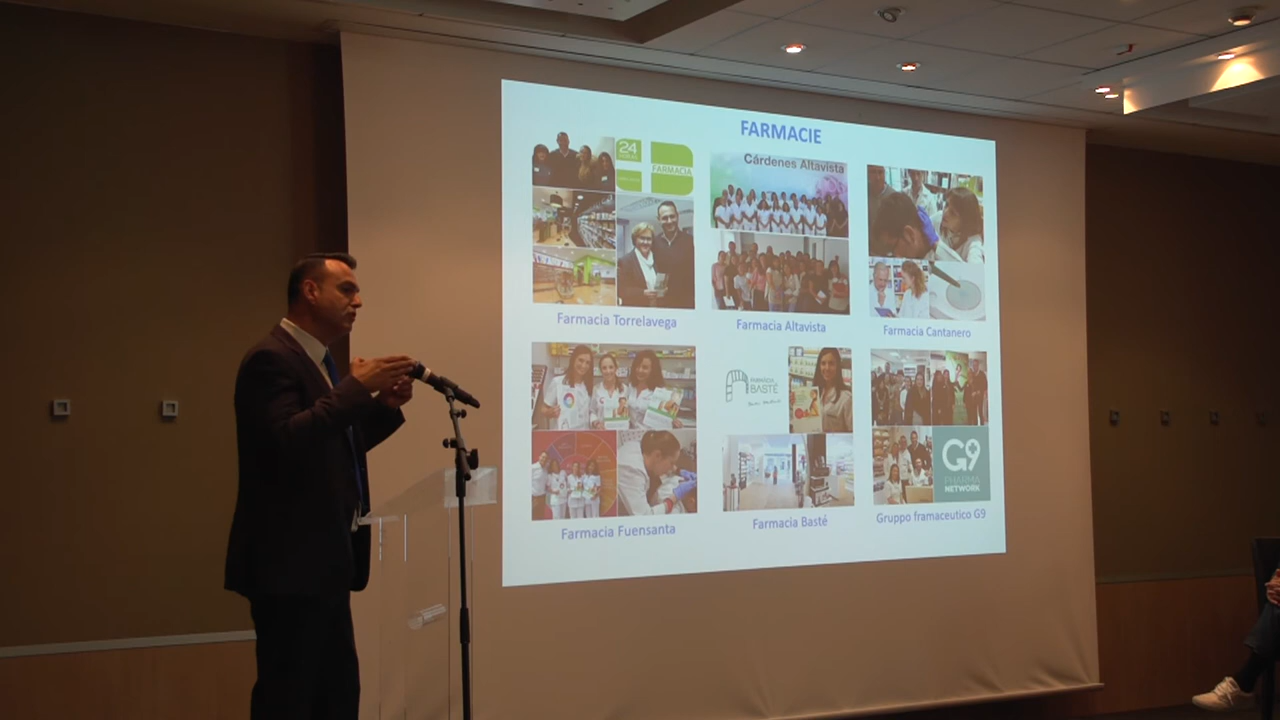 FARMACIE
24
FARMACIA
Cárdenes Altavista
Farmacia Torrelavega
Farmacia Altavista
Farmacia Cantanero
BASTÉ
G9
PHARMA
NETWORK
Farmacia Fuensanta
Farmacia Basté
Gruppo framaceutico G9